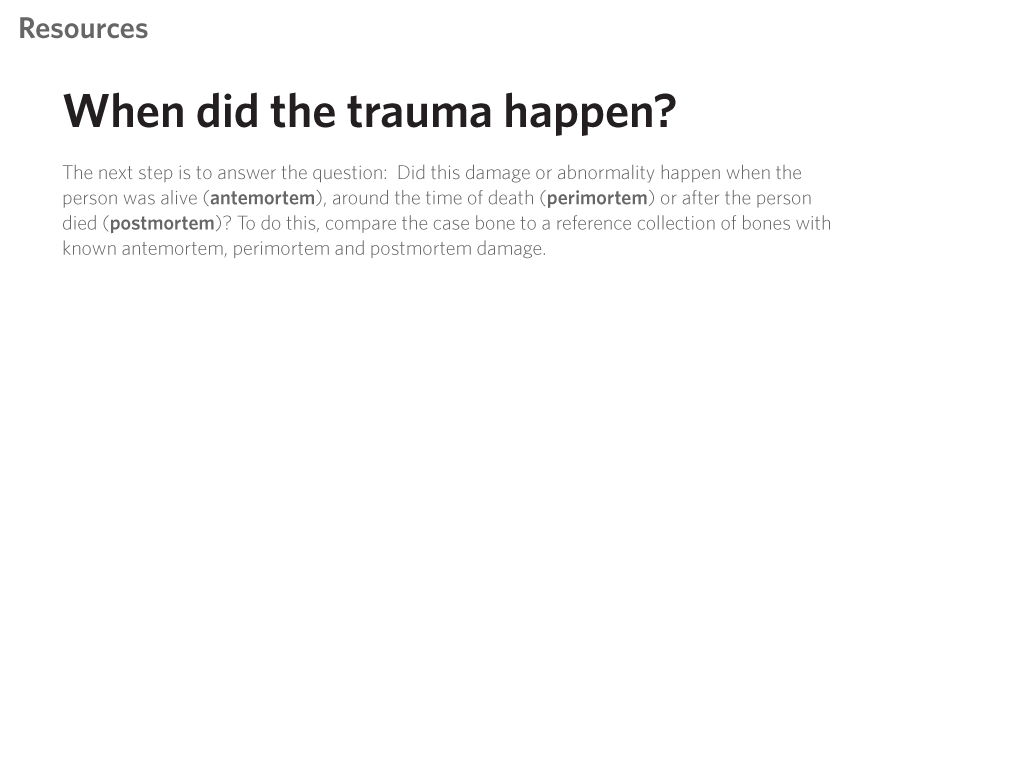 Resources
When did the trauma happen?
The next step is to answer the question:  Did this damage or abnormality happen when the
person was alive (antemortem), around the time of death (perimortem) or after the person
died (postmortem)? To do this, compare the case bone to a reference collection of bones with
known antemortem, perimortem and postmortem damage.